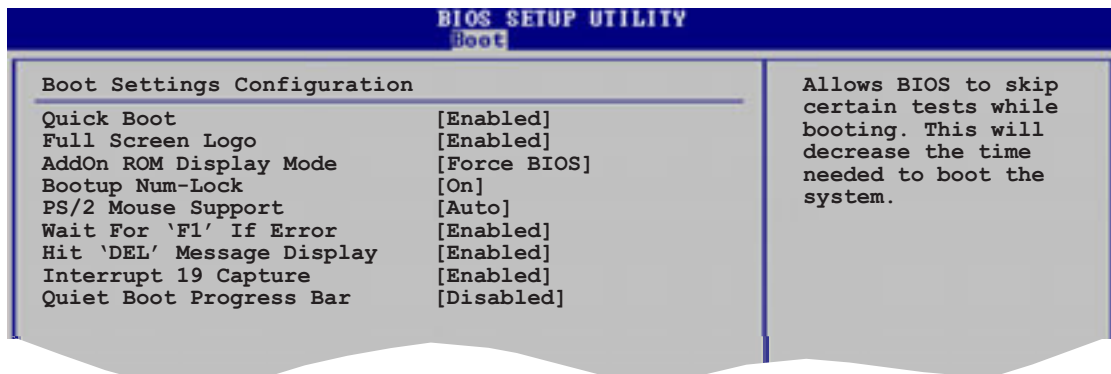 BIOS SETUP UTILITY
Boot
Boot Settings Configuration
Quick Boot [Enabled]
Full Screen Logo [Enabled]
AddOn ROM Display Mode [Force BIOS]
Bootup Num-Lock [On]
PS/2 Mouse Support [Auto]
Wait For ‘F1’ If Error [Enabled]
Hit ‘DEL’ Message Display [Enabled]
Interrupt 19 Capture [Enabled]
Quiet Boot Progress Bar [Disabled]
Allows BIOS to skip
certain tests while
booting. This will
decrease the time
needed to boot the
system.